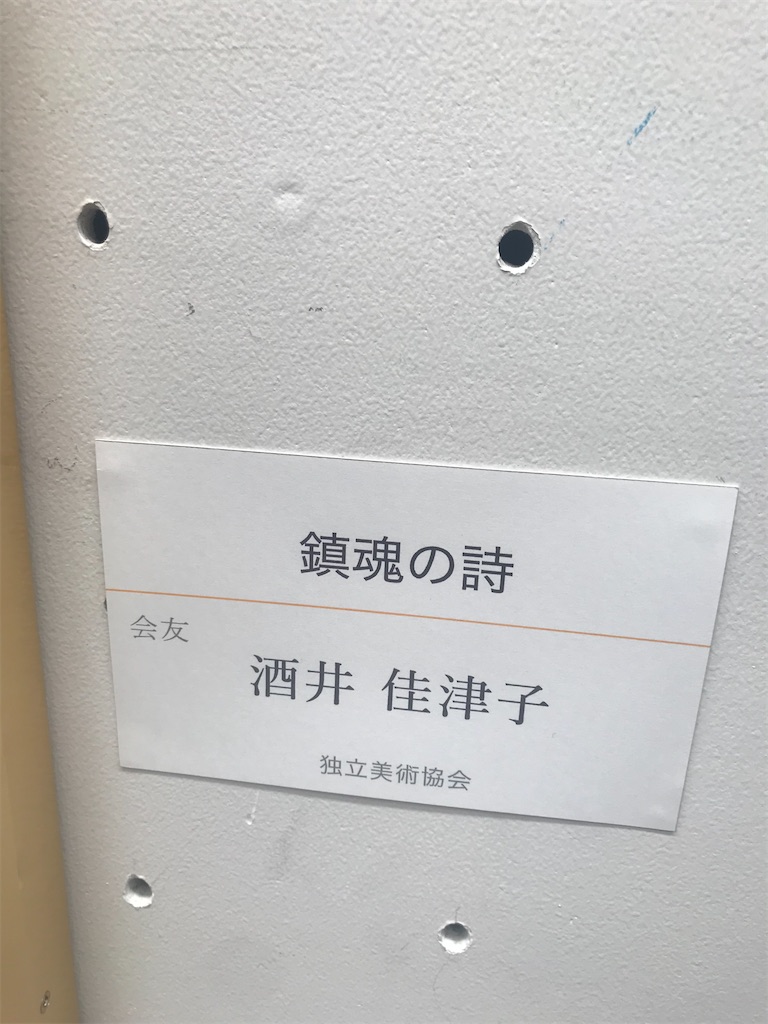 鎮魂の詩
会友
酒井 佳津子
独立美術協会